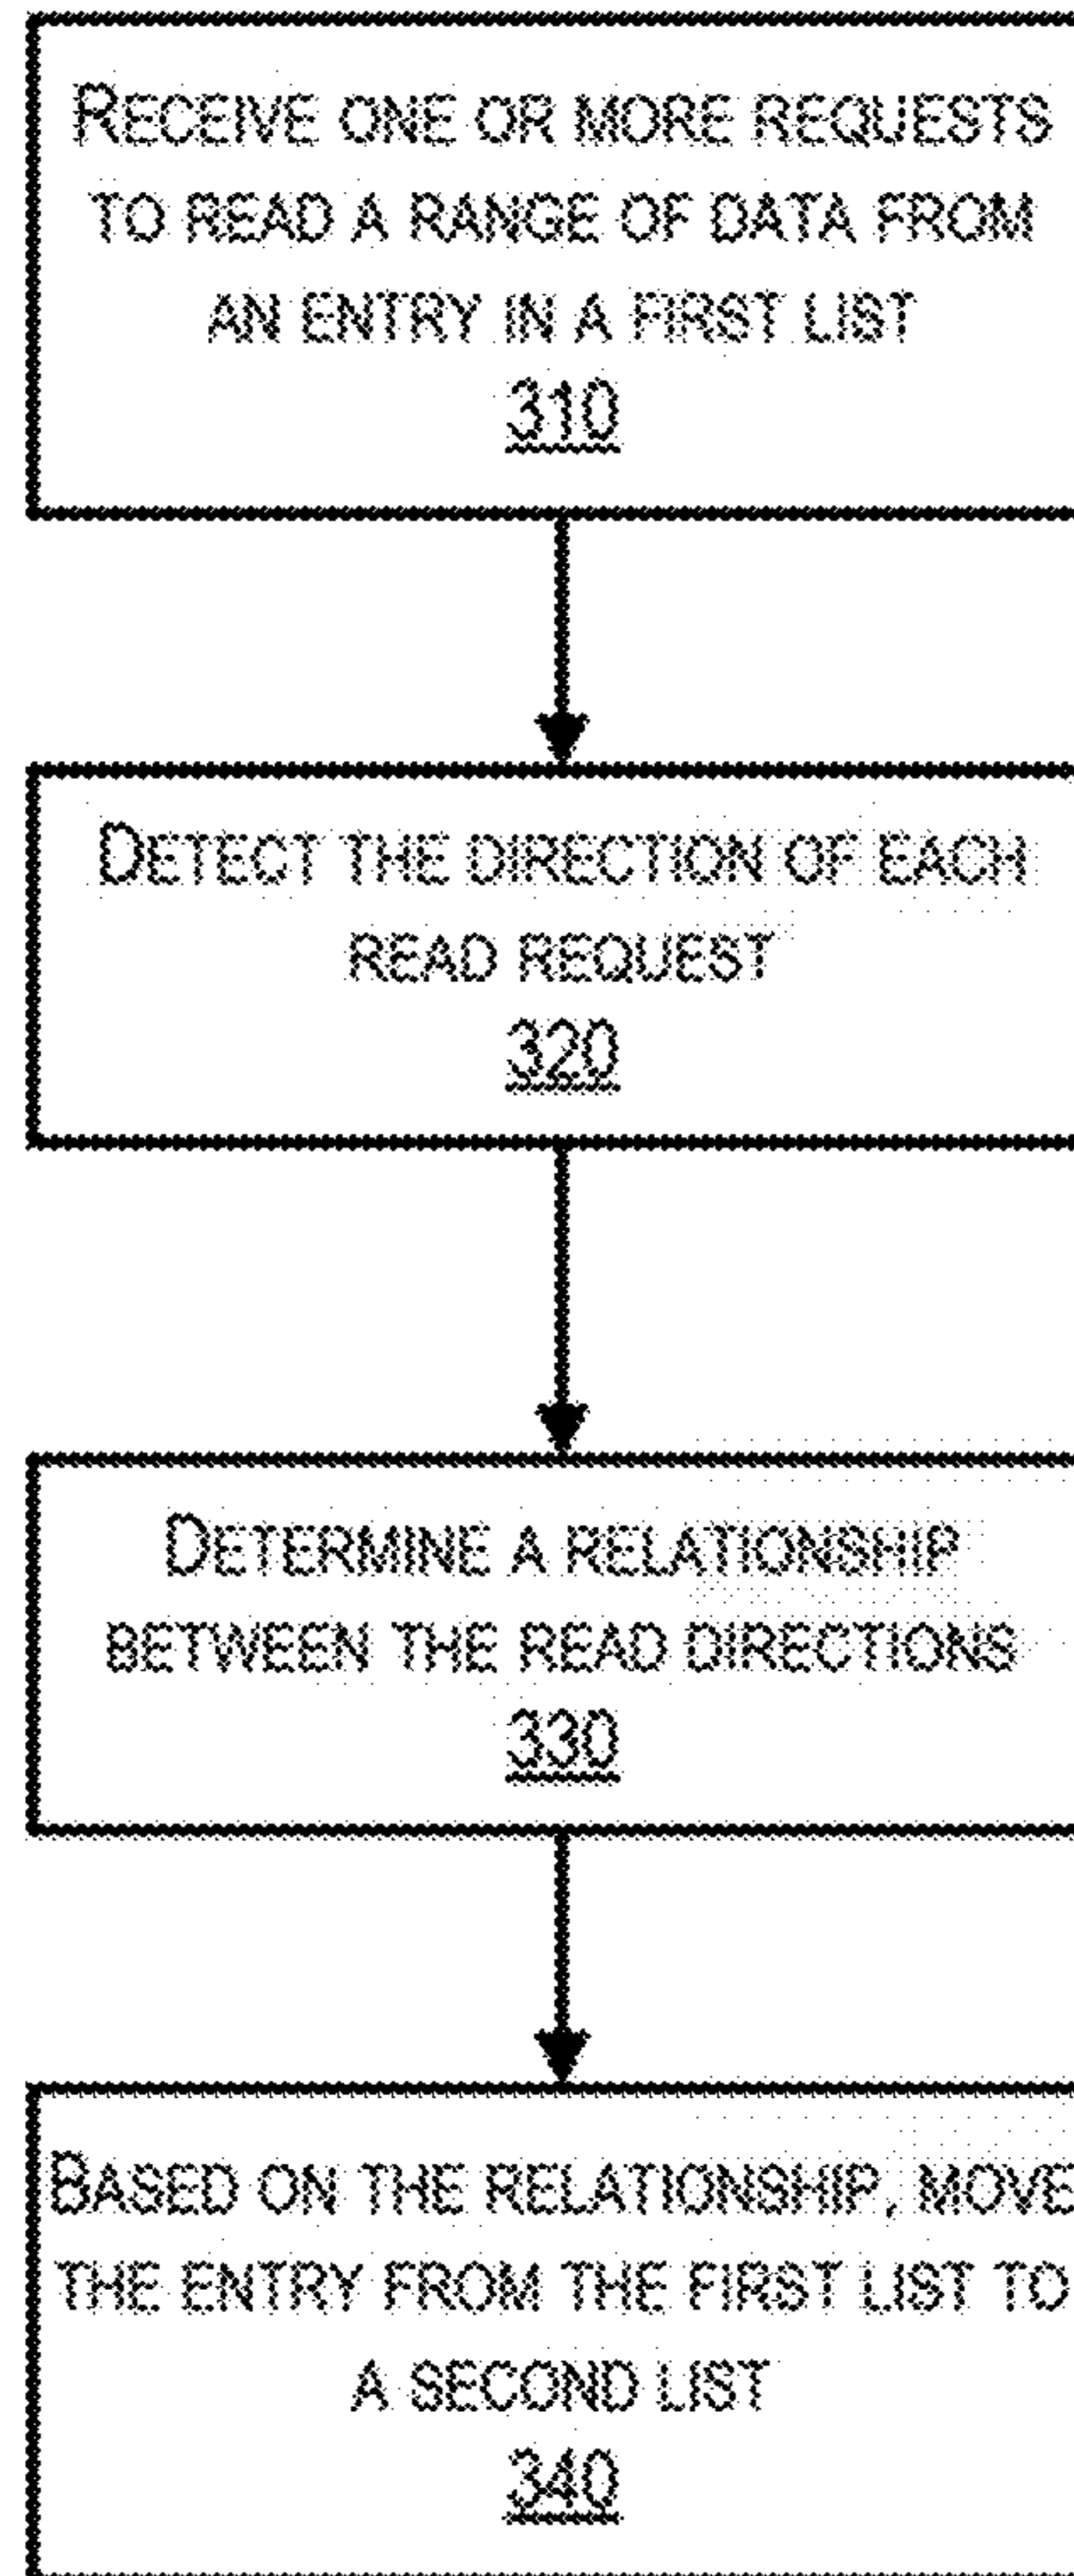 RECEIVE ONE OR MORE REQUESTS
TO READ A RANGE OF DATA FROM
AN ENTRY IN A FIRST LIST
310
DETECT THE DIRECTION OF EACH
READ REQUEST
320
DETERMINE A RELATIONSHIP
BETWEEN THE READ DIRECTIONS
330
BASED ON THE RELATIONSHIP, MOVE
THE ENTRY FROM THE FIRST LIST TO
A SECOND LIST
340